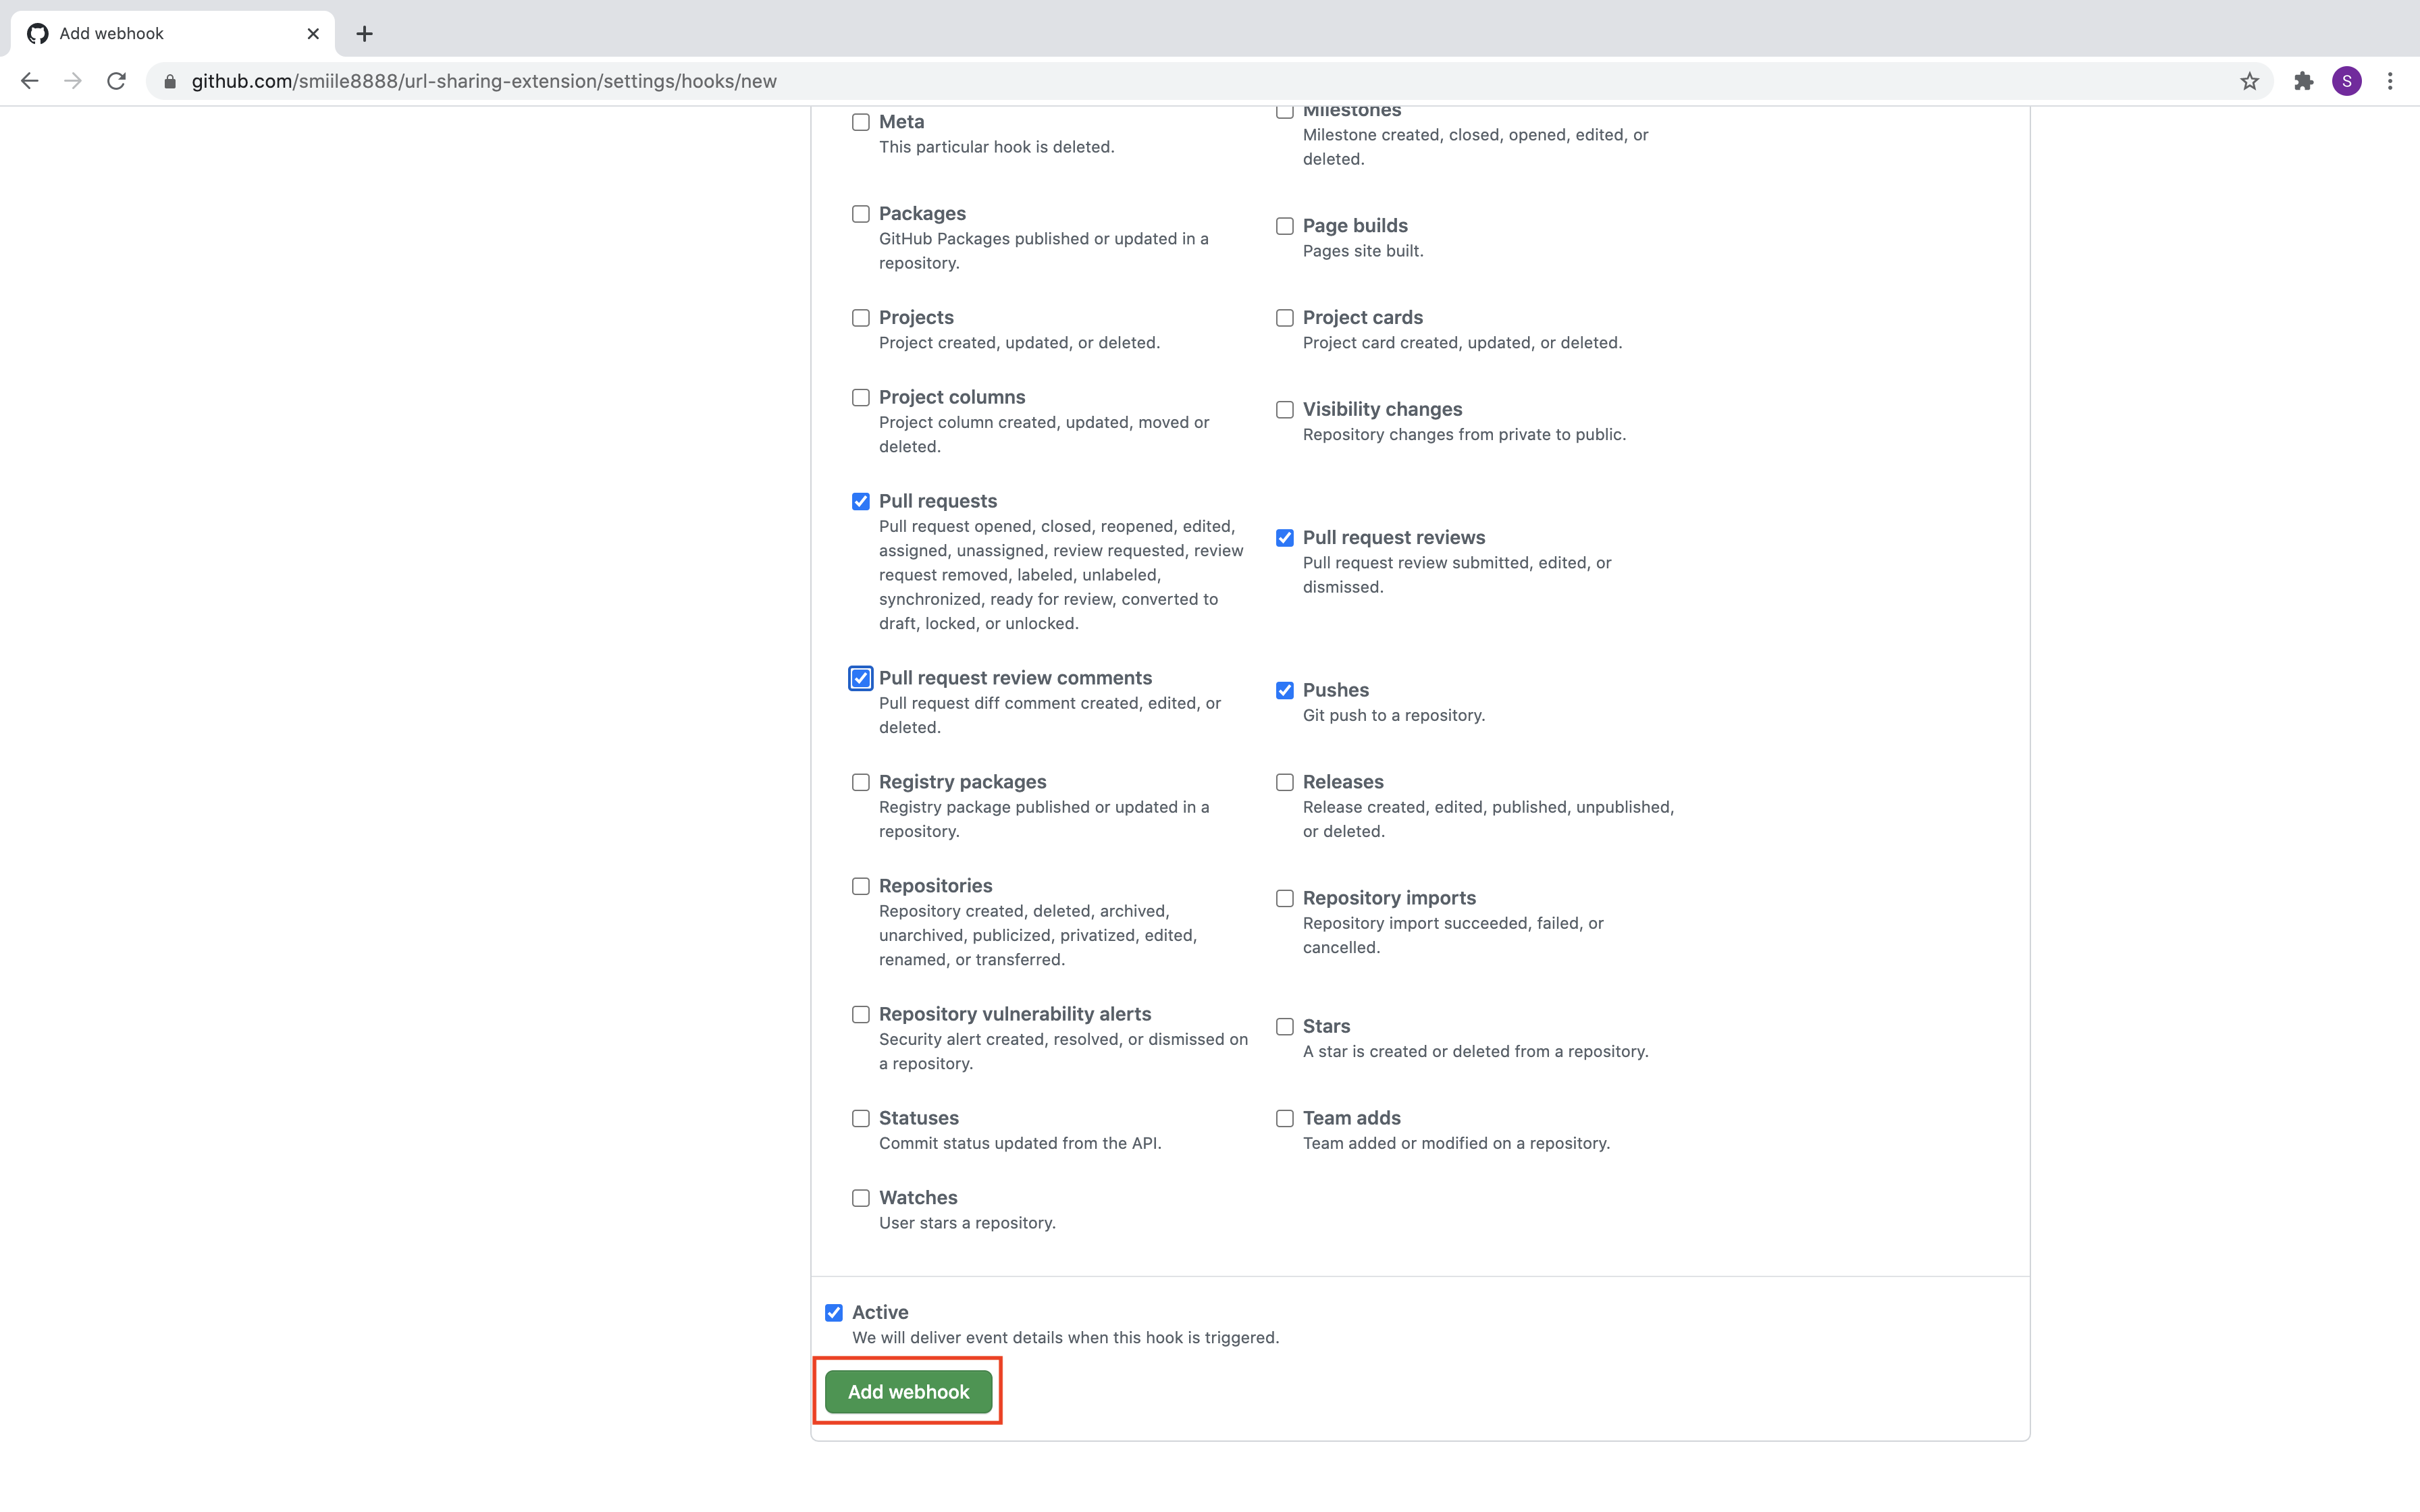 Add webhook
github.com/smiile8888/url-sharing-extension/settings/hooks/new
S
Meta
This particular hook is deleted.
Milestones
Milestone created, closed, opened, edited, or
deleted.
Packages
GitHub Packages published or updated in a
repository.
Page builds
Pages site built.
Projects
Project created, updated, or deleted.
Project cards
Project card created, updated, or deleted.
Project columns
Project column created, updated, moved or
deleted.
Visibility changes
Repository changes from private to public.
Pull requests
Pull request opened, closed, reopened, edited,
assigned, unassigned, review requested, review
request removed, labeled, unlabeled,
synchronized, ready for review, converted to
draft, locked, or unlocked.
Pull request reviews
Pull request review submitted, edited, or
dismissed.
Pull request review comments
Pull request diff comment created, edited, or
deleted.
Pushes
Git push to a repository.
Registry packages
Registry package published or updated in a
repository.
Releases
Release created, edited, published, unpublished,
or deleted.
Repositories
Repository created, deleted, archived,
unarchived, publicized, privatized, edited,
renamed, or transferred.
Repository imports
Repository import succeeded, failed, or
cancelled.
Repository vulnerability alerts
Security alert created, resolved, or dismissed on
a repository.
Stars
A star is created or deleted from a repository.
Statuses
Commit status updated from the API.
Team adds
Team added or modified on a repository.
Watches
User stars a repository.
Active
We will deliver event details when this hook is triggered.
Add webhook